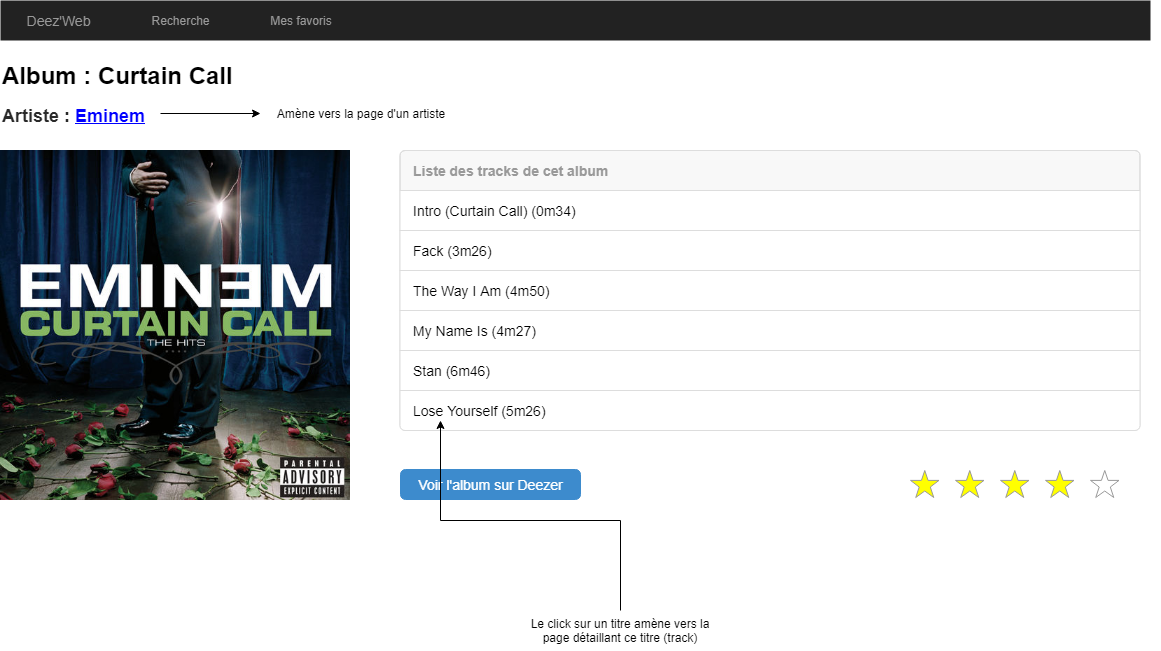 Deez'Web Recherche Mes favoris
Album : Curtain Call
Artiste : Eminem Amène vers la page d'un artiste
EMINEM
CURTAIN CALL
THE HITS
PARENTAL
ADVISORY
EXPLICIT CONTENT
Liste des tracks de cet album
Intro (Curtain Call) (0m34)
Fack (3m26)
The Way I Am (4m50)
My Name Is (4m27)
Stan (6m46)
Lose Yourself (5m26)
Voir l'album sur Deezer
Le click sur un titre amène vers la
page détaillant ce titre (track)